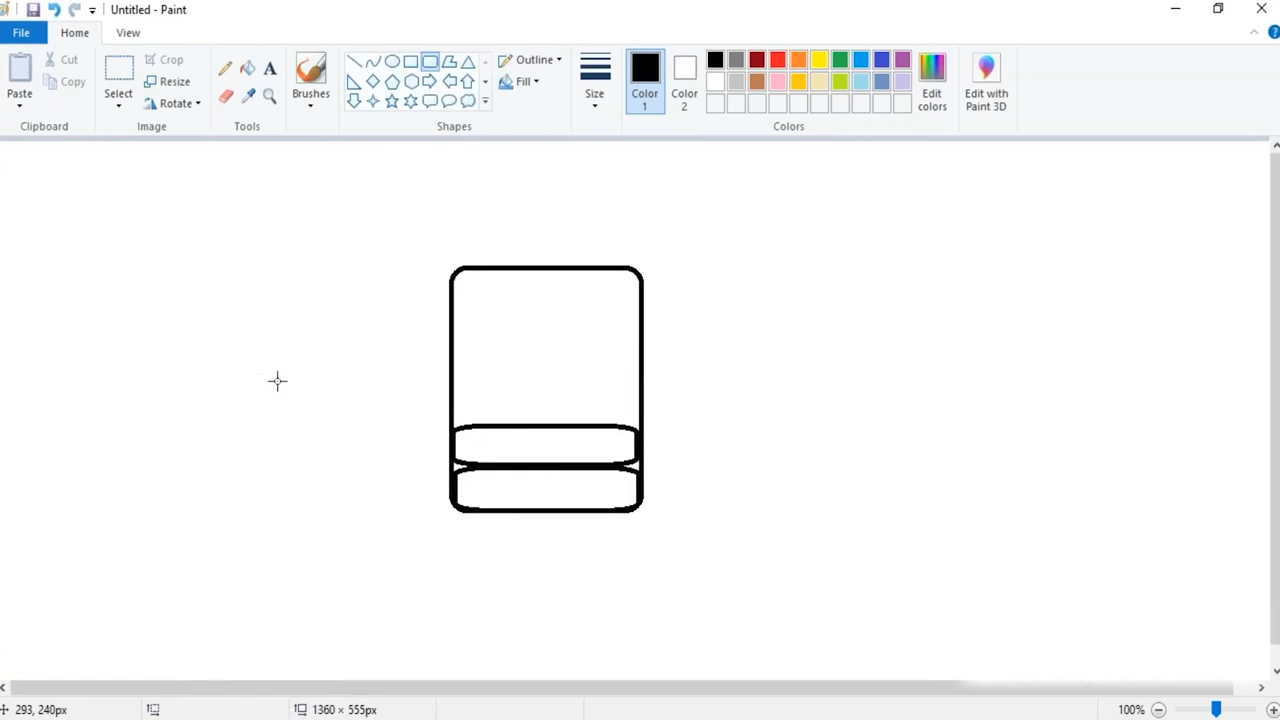 Untitled - Paint
File Home View
Paste
Cut
Copy
Clipboard
Select
Crop
Resize
Rotate
Image
A
Tools
Brushes
Outline
Fill
Shapes
Size
Color 1
Color 2
Edit colors
Colors
Edit with Paint 3D
293, 240px
1360 × 555px
100%